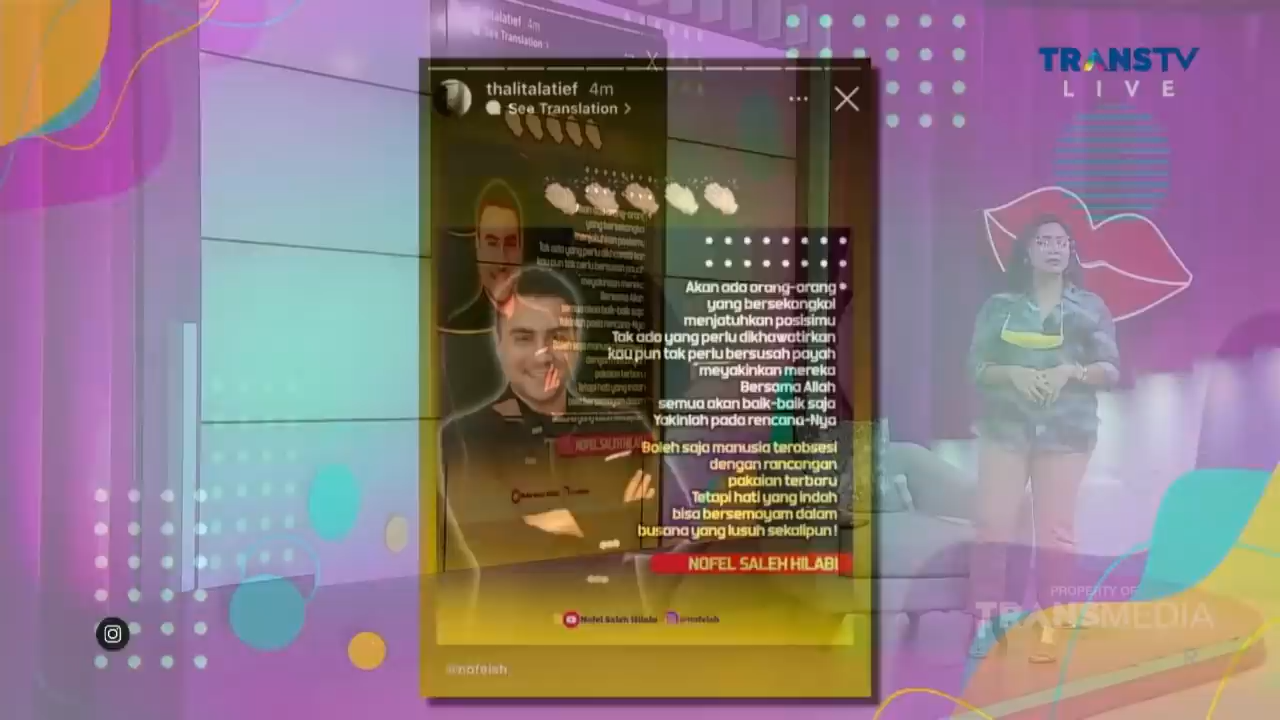 TRANSTV
LIVE
thalitalatief 4m
See Translation >
Akan ada orang-orang
yang bersekongkol
menjatuhkan posisimu
Tak ada yang perlu dikhawatirkan
kau pun tak perlu bersusah payah
meyakinkan mereka
Bersama Allah
semua akan baik-baik saja
Yakinlah pada rencana-Nya
Boleh saja manusia terobsesi
dengan rancangan
pakaian terbaru
Tetapi hati yang indah
bisa bersemayam dalam
busana yang lusuh sekalipun!
NOFEL SALEH HILABI
Nofel Saleh Hilabi
@nofelsh
PROPERTY OF
TRANSMEDIA